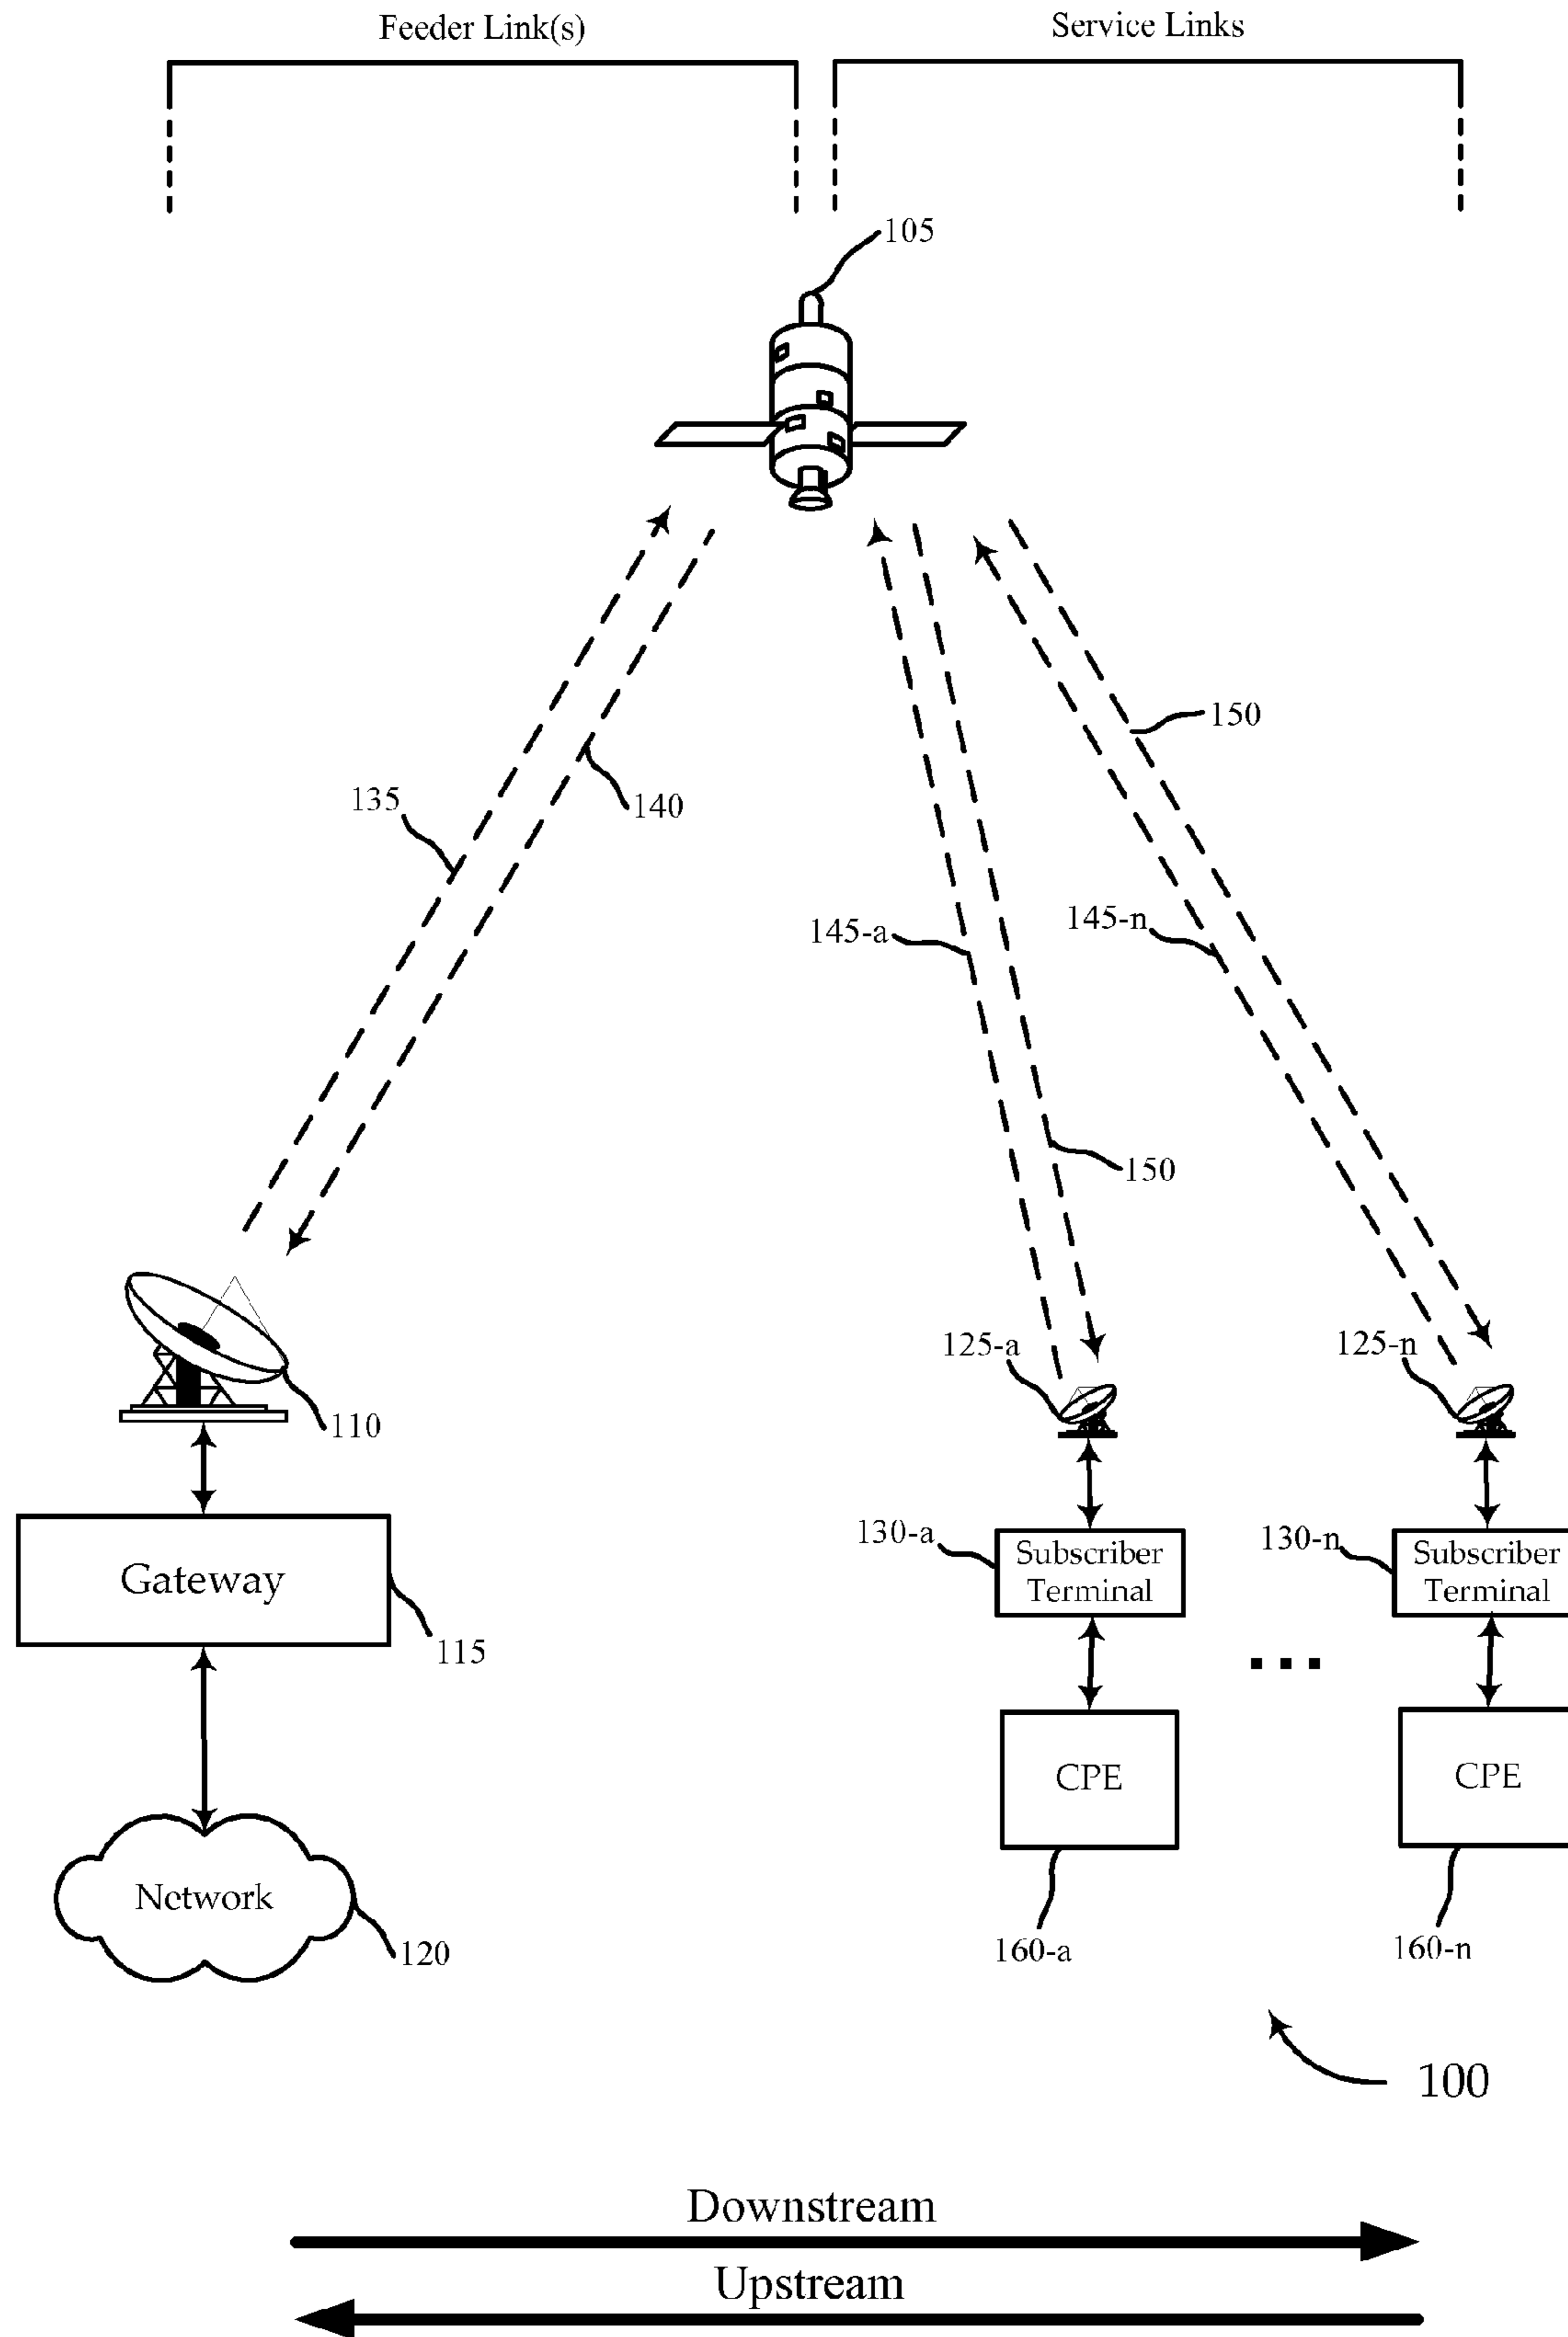 Feeder Link(s)
Service Links
105
150
135
140
145-a
145-n
150
125-a
125-n
110
130-a
130-n
Subscriber
Terminal
Subscriber
Terminal
Gateway
115
CPE
CPE
Network
120
160-a
160-n
100
Downstream
Upstream